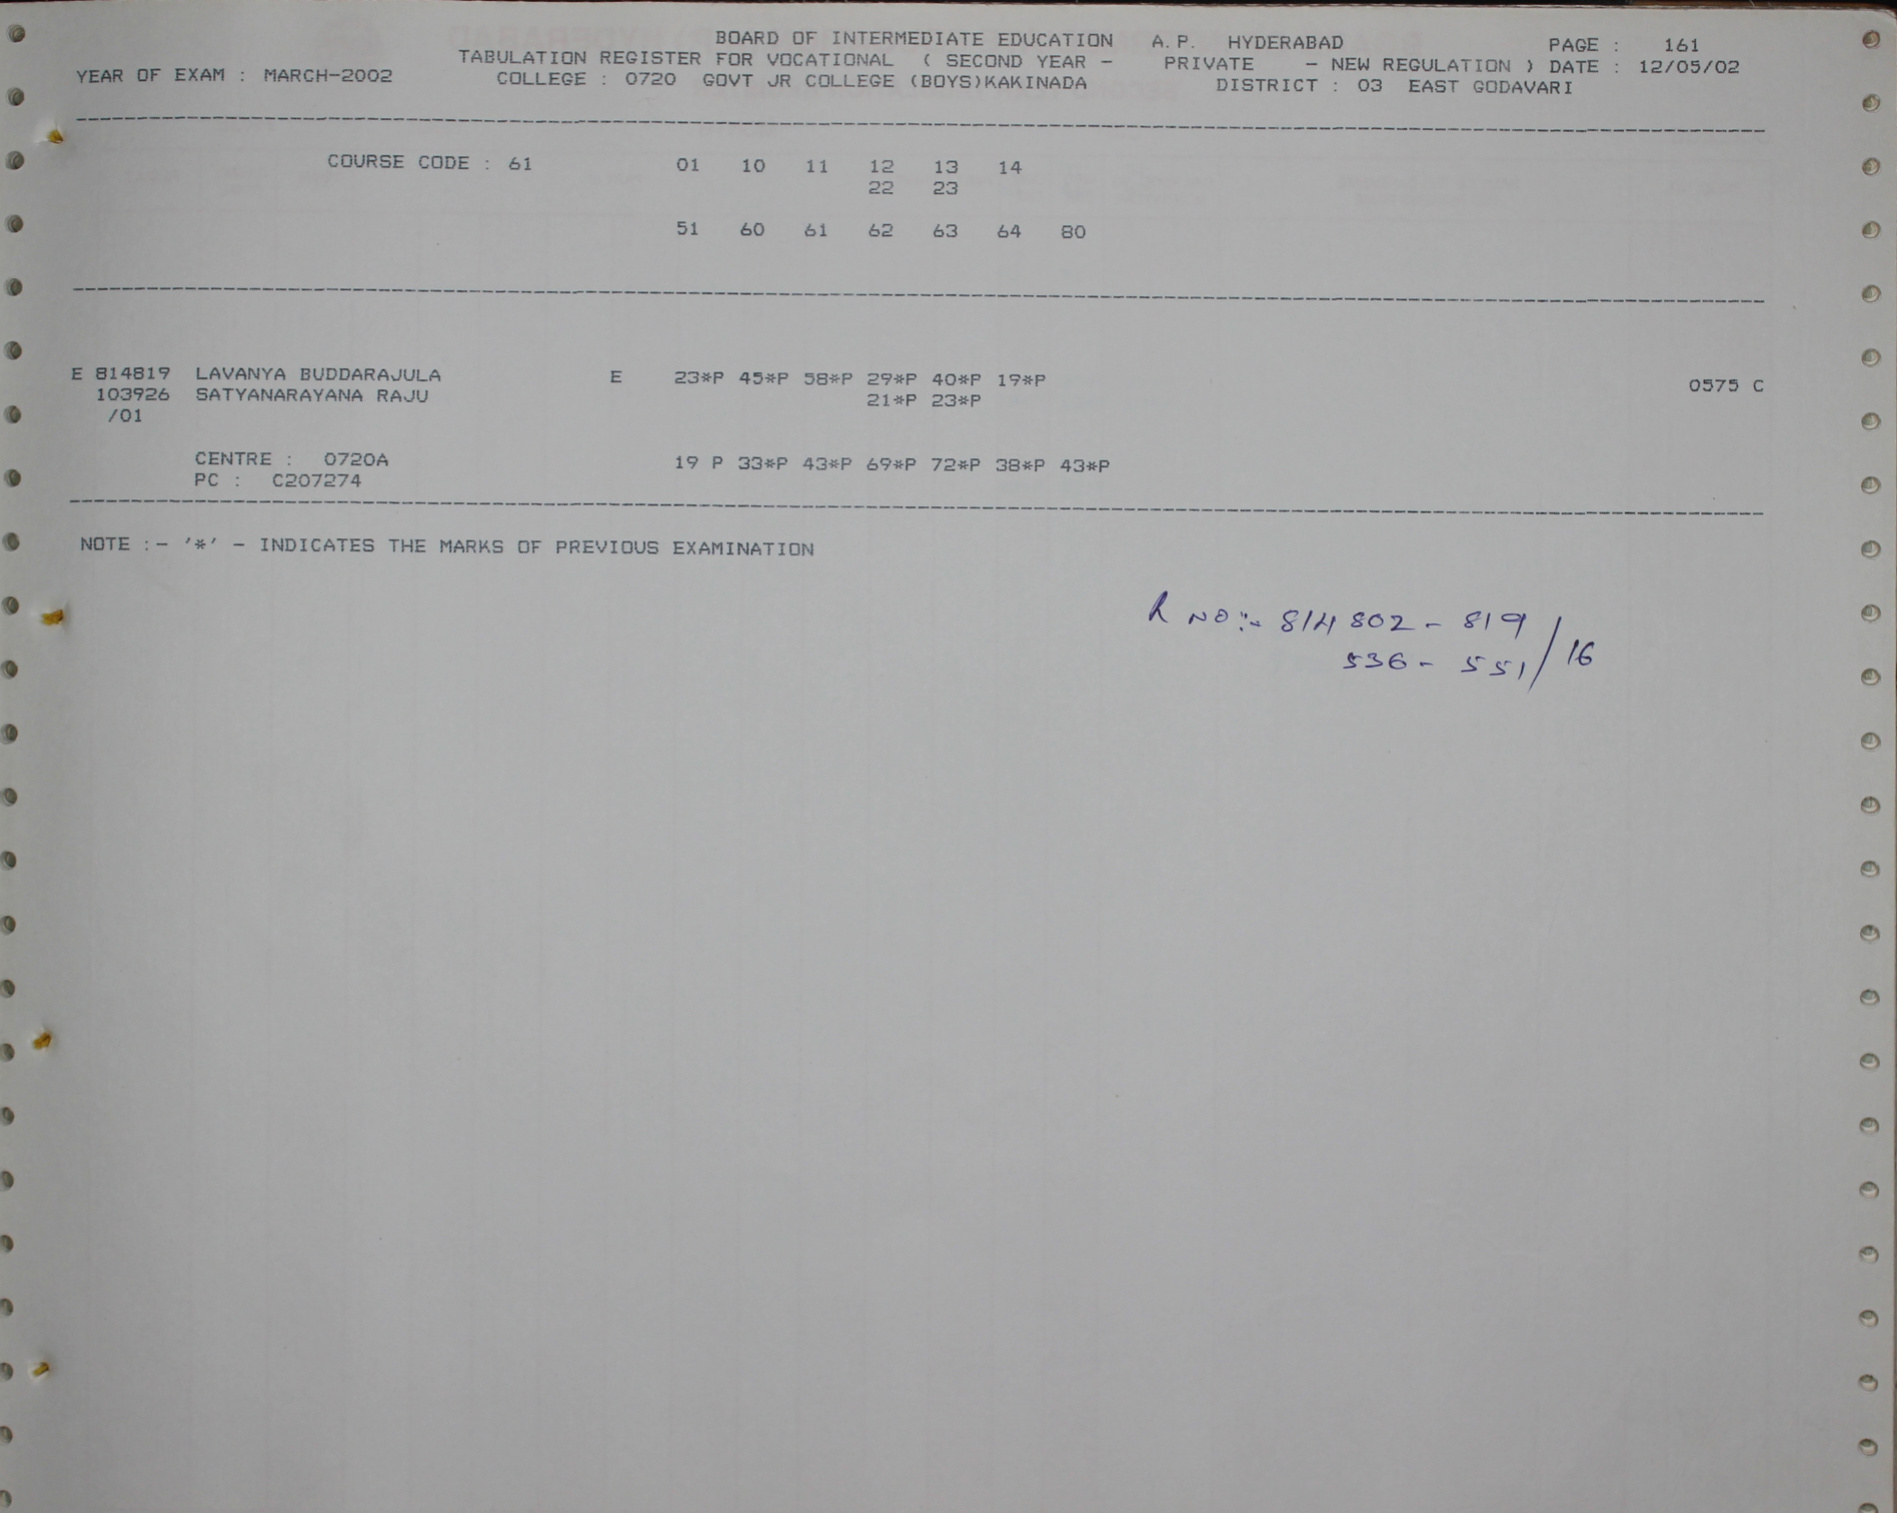 BOARD OF INTERMEDIATE EDUCATION A.P. HYDERABAD PAGE : 161
TABULATION REGISTER FOR VOCATIONAL ( SECOND YEAR - PRIVATE - NEW REGULATION ) DATE : 12/05/02
YEAR OF EXAM : MARCH-2002 COLLEGE : 0720 GOVT JR COLLEGE (BOYS)KAKINADA DISTRICT : 03 EAST GODAVARI
COURSE CODE : 61 01 10 11 12 13 14
22 23
51 60 61 62 63 64 80
E 814819 LAVANYA BUDDARAJULA E 23*P 45*P 58*P 29*P 40*P 19*P 0575 C
103926 SATYANARAYANA RAJU 21*P 23*P
/01
CENTRE : 0720A 19 P 33*P 43*P 69*P 72*P 38*P 43*P
PC : C207274
NOTE :- '*' - INDICATES THE MARKS OF PREVIOUS EXAMINATION
R NO:- 814802 - 819
536 - 551 / 16